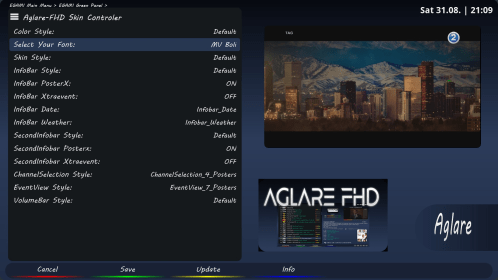 EGAMI Main Menu > EGAMI Green Panel >
Sat 31.08. | 21:09
Aglare-FHD Skin Controler
Color Style: Default
Select Your Font: MV Boli
Skin Style: Default
InfoBar Style: Default
InfoBar PosterX: ON
InfoBar Xtraevent: OFF
InfoBar Date: Infobar_Date
InfoBar Weather: Infobar_Weather
SecondInfobar Style: Default
SecondInfobar Posterx: ON
SecondInfobar Xtraevent: OFF
ChannelSelection Style: ChannelSelection_4_Posters
EventView Style: EventView_7_Posters
VolumeBar Style: Default
2
AGLARE FHD
Aglare
Cancel
Save
Update
Info